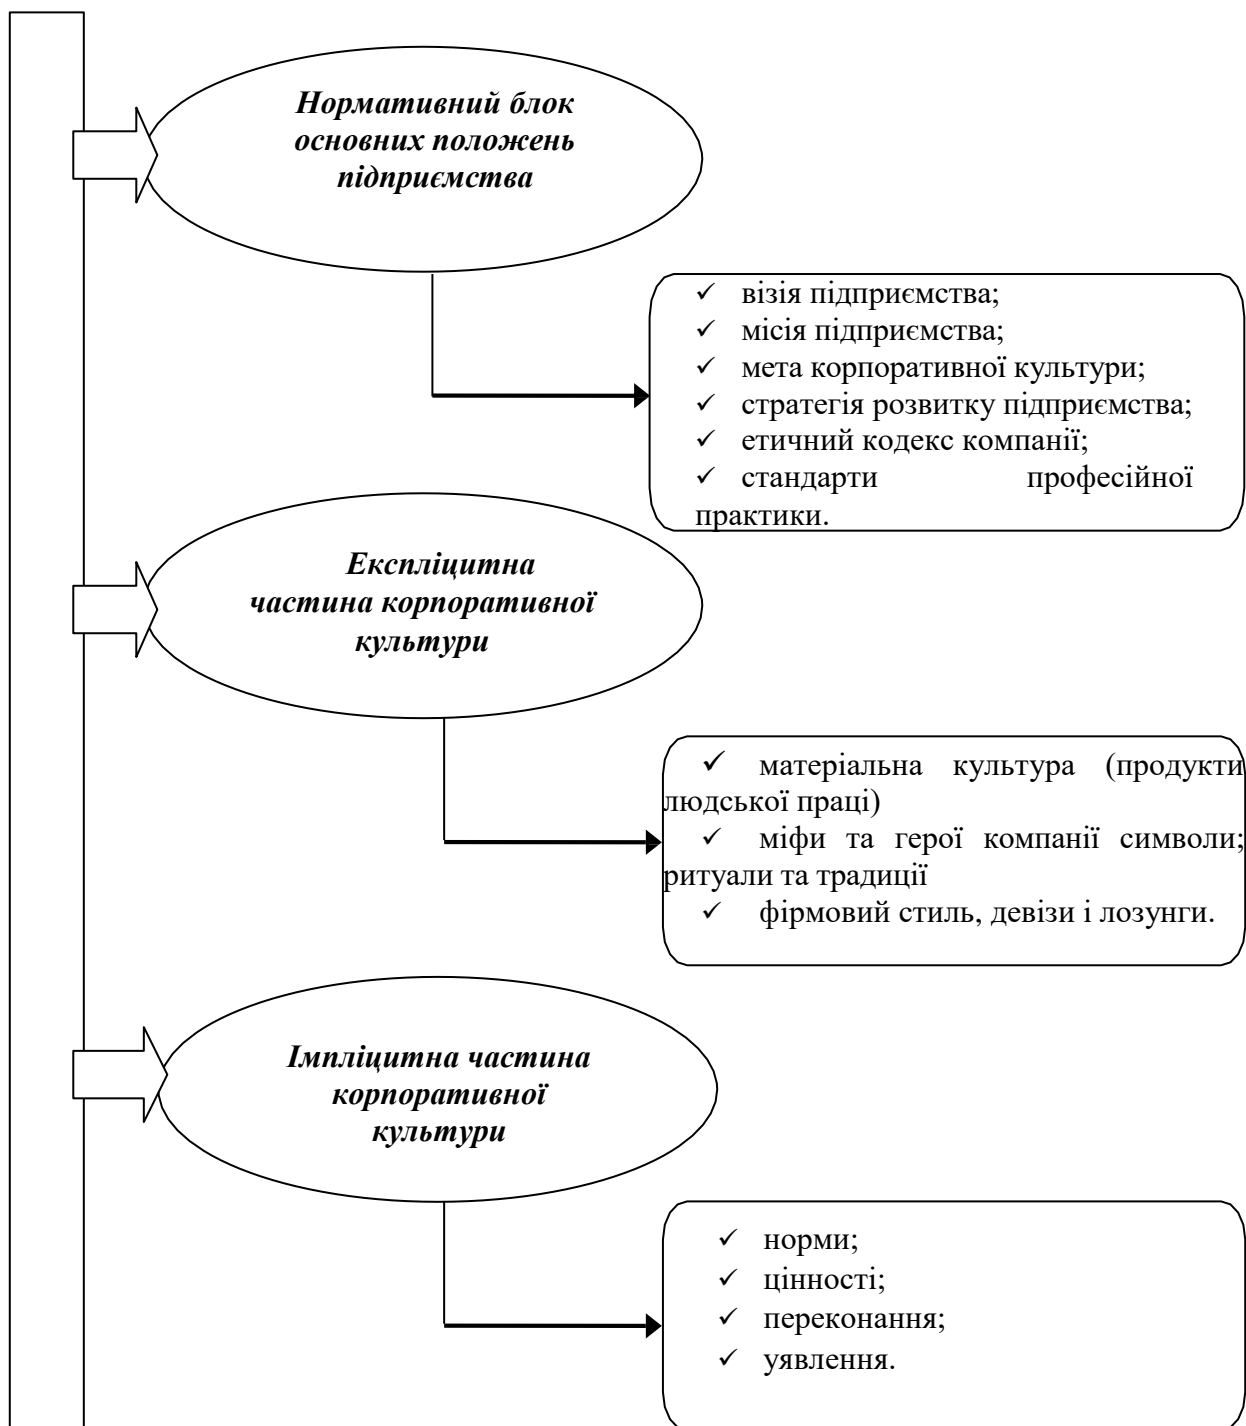 Нормативний блок
основних положень
підприємства
✓ візія підприємства;
✓ місія підприємства;
✓ мета корпоративної культури;
✓ стратегія розвитку підприємства;
✓ етичний кодекс компанії;
✓ стандарти професійної
практики.
Експліцитна
частина корпоративної
культури
✓ матеріальна культура (продукти
людської праці)
✓ міфи та герої компанії символи;
ритуали та традиції
✓ фірмовий стиль, девізи і лозунги.
Імпліцитна частина
корпоративної
культури
✓ норми;
✓ цінності;
✓ переконання;
✓ уявлення.